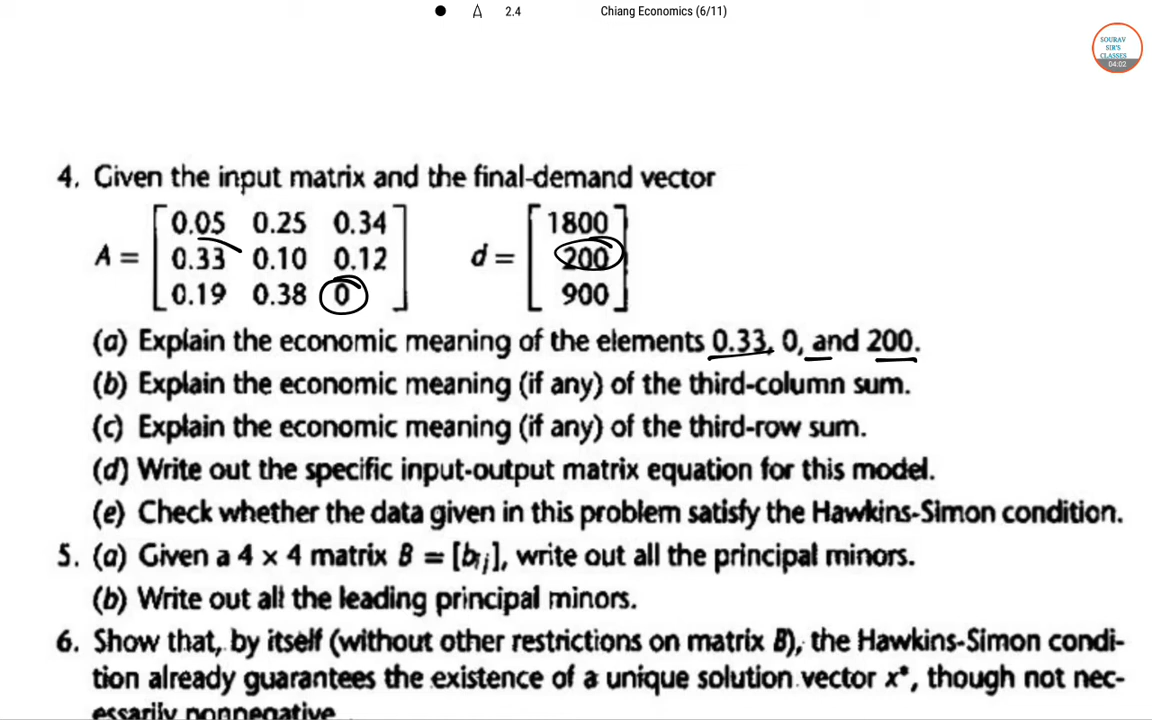 2.4 Chiang Economics (6/11)
SOURAV
SIR'S
CLASSES
04:02
4. Given the input matrix and the final-demand vector
A = [0.05 0.25 0.34
0.33 0.10 0.12
0.19 0.38 0] d = [1800
200
900]
(a) Explain the economic meaning of the elements 0.33, 0, and 200.
(b) Explain the economic meaning (if any) of the third-column sum.
(c) Explain the economic meaning (if any) of the third-row sum.
(d) Write out the specific input-output matrix equation for this model.
(e) Check whether the data given in this problem satisfy the Hawkins-Simon condition.
5. (a) Given a 4 × 4 matrix B = [bij], write out all the principal minors.
(b) Write out all the leading principal minors.
6. Show that, by itself (without other restrictions on matrix B), the Hawkins-Simon condi-
tion already guarantees the existence of a unique solution vector x*, though not nec-
essarily nonnegative.